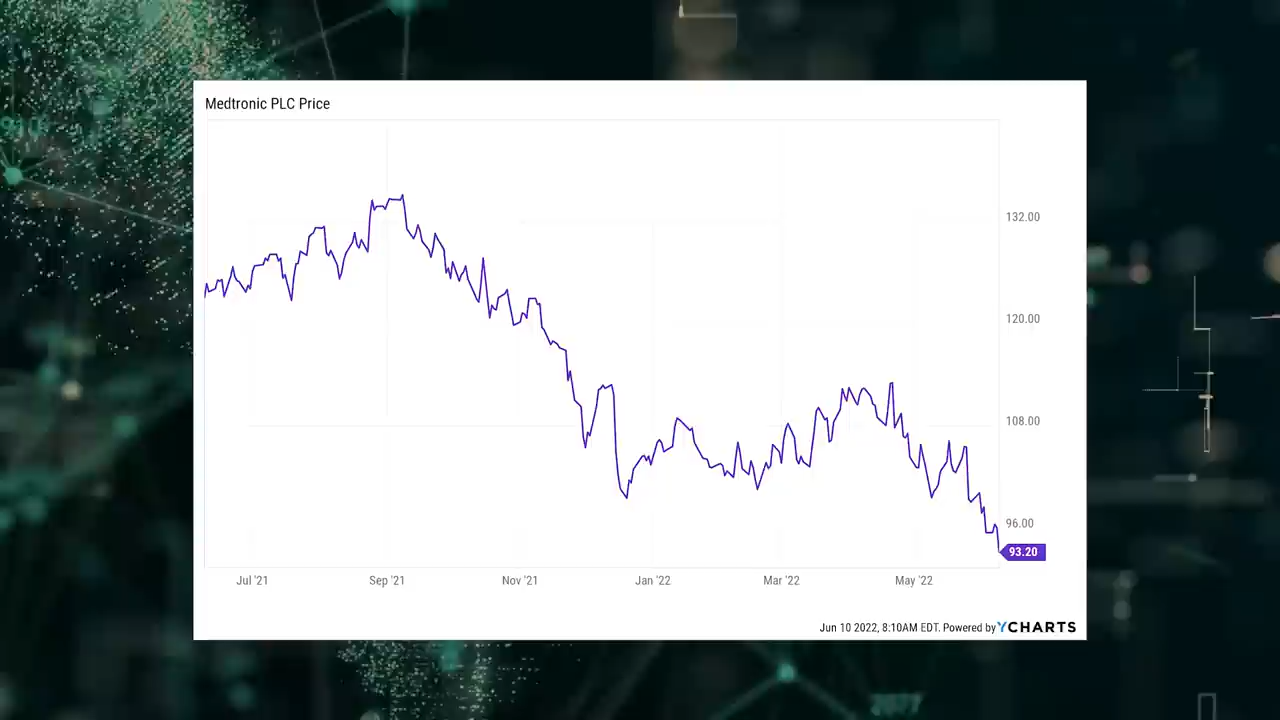 Medtronic PLC Price
132.00
120.00
108.00
96.00
93.20
Jul '21
Sep '21
Nov '21
Jan '22
Mar '22
May '22
Jun 10 2022, 8:10AM EDT. Powered by YCHARTS